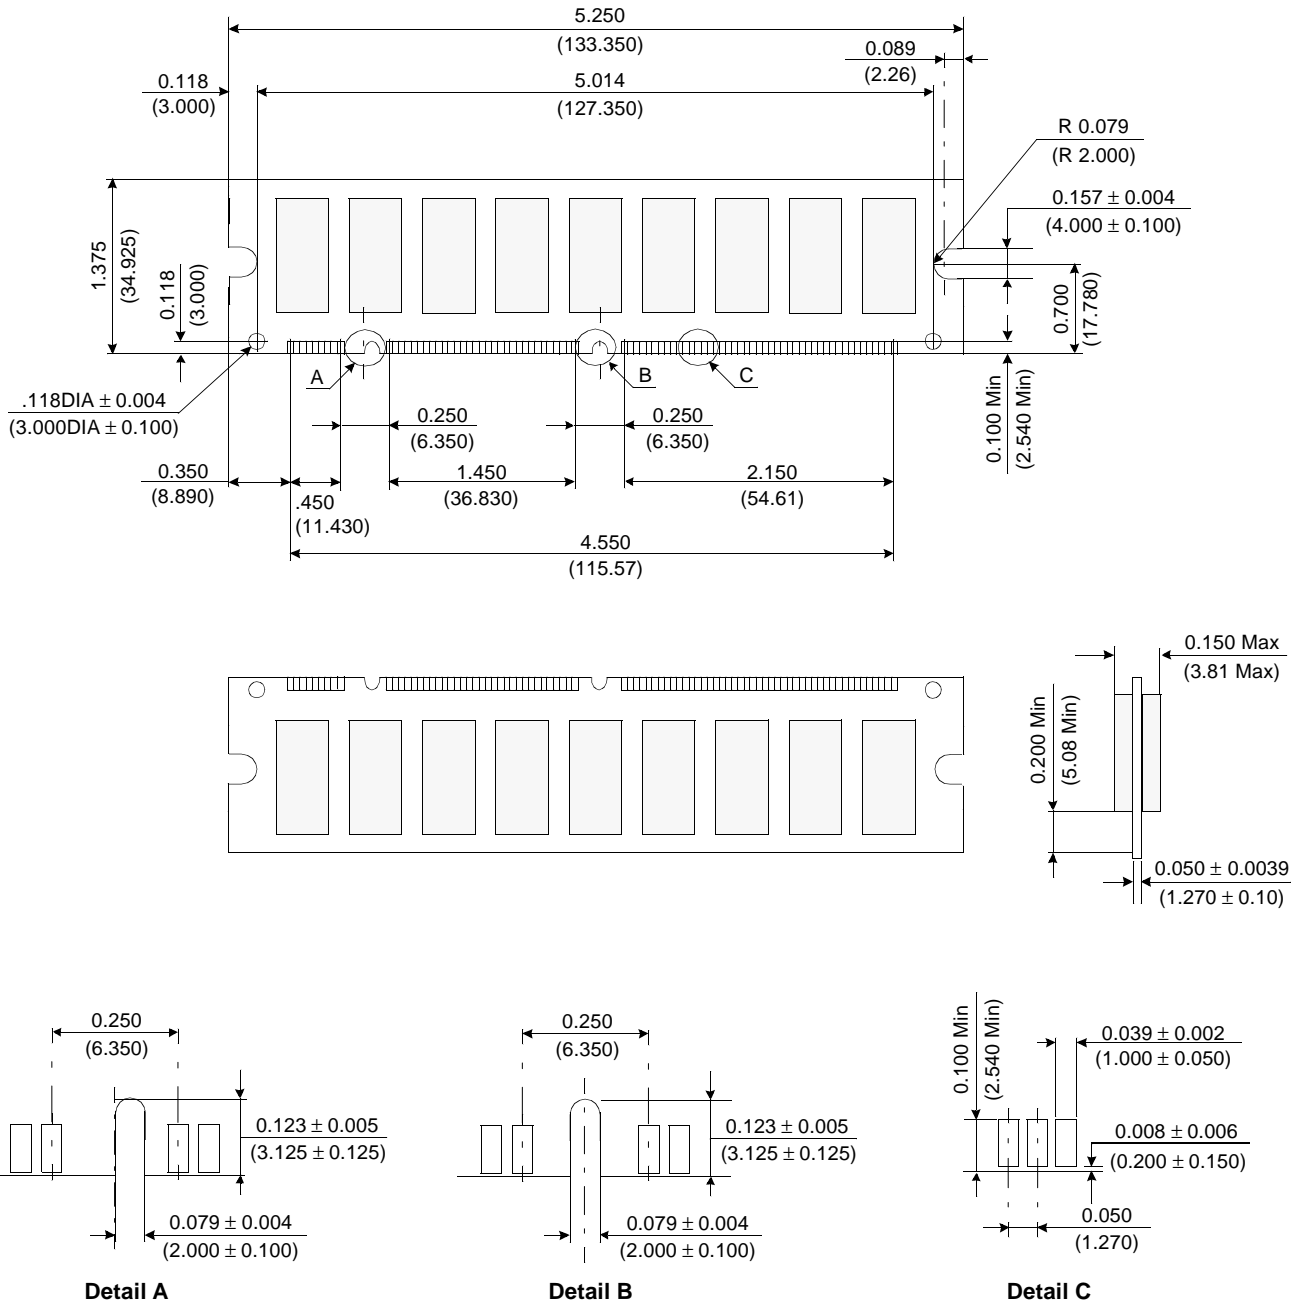 5.250
(133.350)
0.089
(2.26)
0.118
(3.000)
5.014
(127.350)
R 0.079
(R 2.000)
0.157 ± 0.004
(4.000 ± 0.100)
1.375
(34.925)
0.118
(3.000)
0.700
(17.780)
A
B
C
.118DIA ± 0.004
(3.000DIA ± 0.100)
0.250
(6.350)
0.250
(6.350)
0.100 Min
(2.540 Min)
0.350
(8.890)
.450
(11.430)
1.450
(36.830)
2.150
(54.61)
4.550
(115.57)
0.150 Max
(3.81 Max)
0.200 Min
(5.08 Min)
0.050 ± 0.0039
(1.270 ± 0.10)
0.250
(6.350)
0.123 ± 0.005
(3.125 ± 0.125)
0.079 ± 0.004
(2.000 ± 0.100)
Detail A
0.250
(6.350)
0.123 ± 0.005
(3.125 ± 0.125)
0.079 ± 0.004
(2.000 ± 0.100)
Detail B
0.100 Min
(2.540 Min)
0.039 ± 0.002
(1.000 ± 0.050)
0.008 ± 0.006
(0.200 ± 0.150)
0.050
(1.270)
Detail C